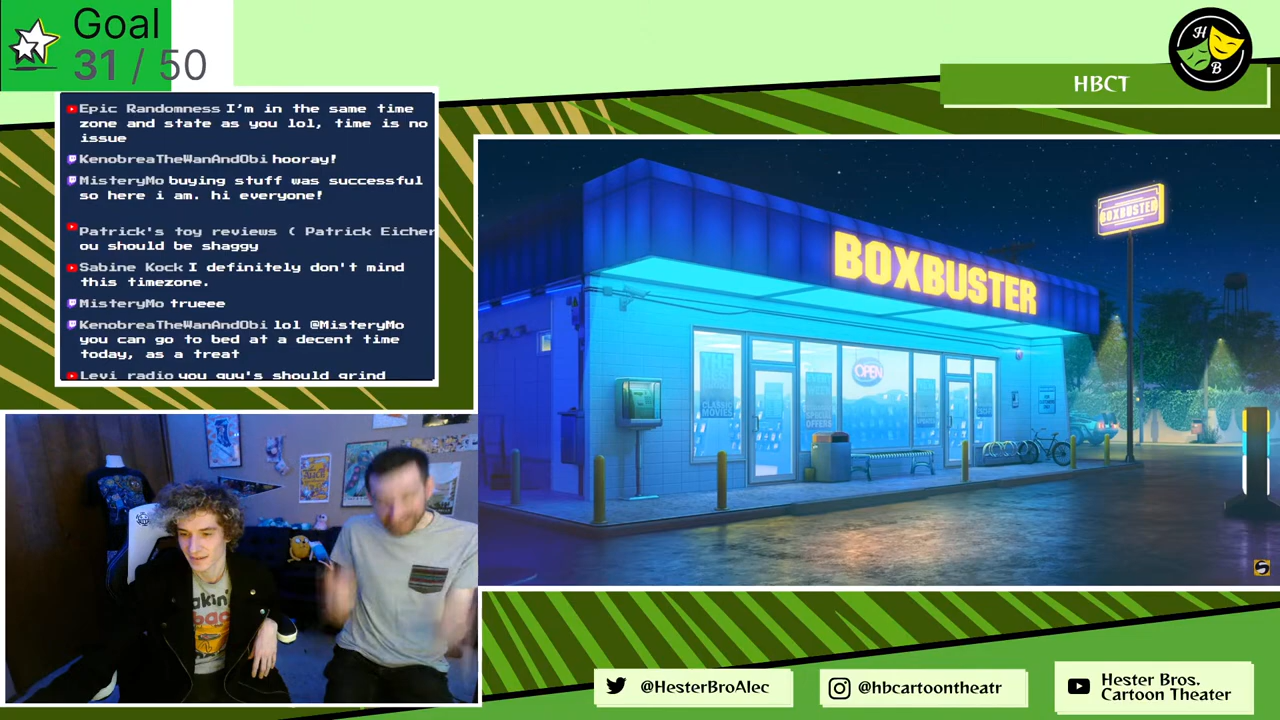 Goal
31 / 50
H
B
HBCT
Epic Randomness I'm in the same time
zone and state as you lol, time is no
issue
KenobreaTheWanAndObi hooray!
MisteryMo buying stuff was successful
so here i am. hi everyone!
Patrick's toy reviews ( Patrick Eicher
ou should be shaggy
Sabine Kock I definitely don't mind
this timezone.
MisteryMo trueee
KenobreaTheWanAndObi lol @MisteryMo
you can go to bed at a decent time
today, as a treat
Levi radio you guy's should grind
BOXBUSTER
BOXBUSTER
OPEN
CLASSIC
MOVIES
SPECIAL
OFFERS
@HesterBroAlec
@hbcartoontheatr
Hester Bros.
Cartoon Theater